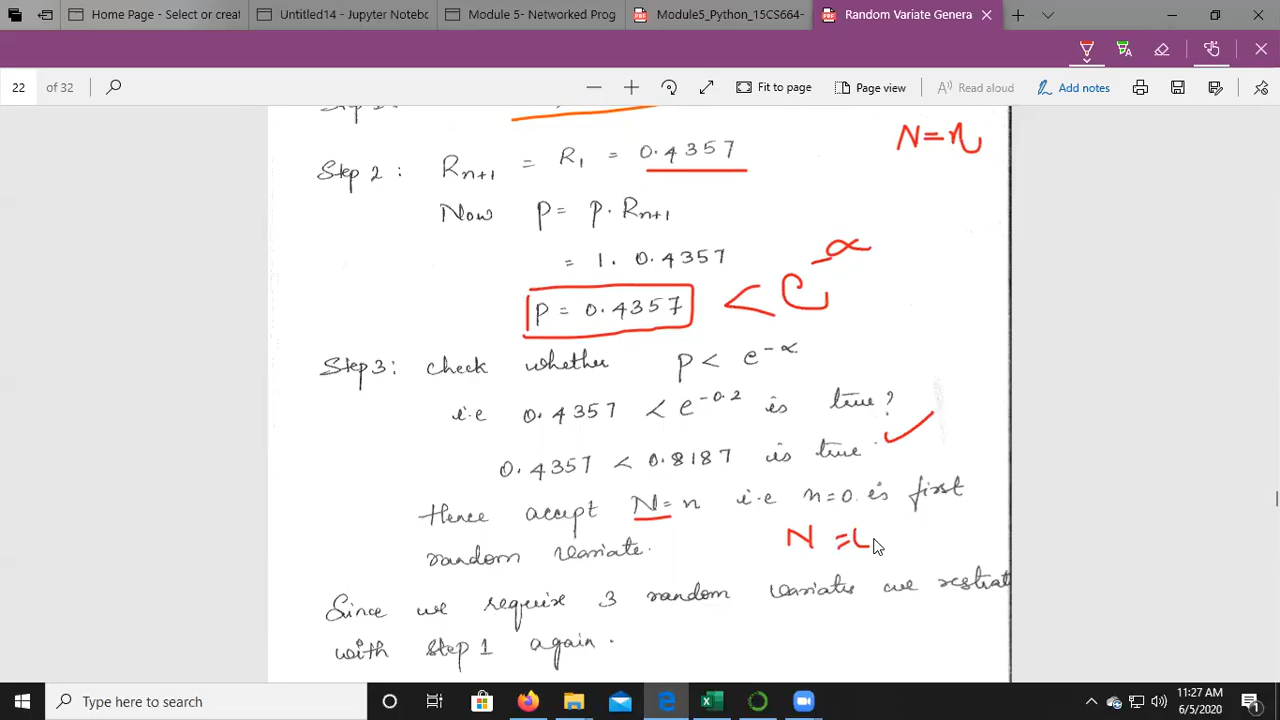 Home Page - Select or creat
Untitled14 - Jupyter Notebo
Module 5- Networked Prog
Module5_Python_15CS664-
Random Variate Genera
22 of 32
Fit to page
Page view
Read aloud
Add notes
N=n
Step 2 : Rn+1 = R1 = 0.4357
Now P= P. Rn+1
= 1. 0.4357
P = 0.4357 < e^-α
Step 3: check whether P < e^-α
i.e 0.4357 < e^-0.2 is true?
0.4357 < 0.8187 is true.
Hence accept N=n i.e n=0. is first
N =
random variate.
Since we require 3 random variates we restrat
with step 1 again.
Type here to search
11:27 AM
6/5/2020